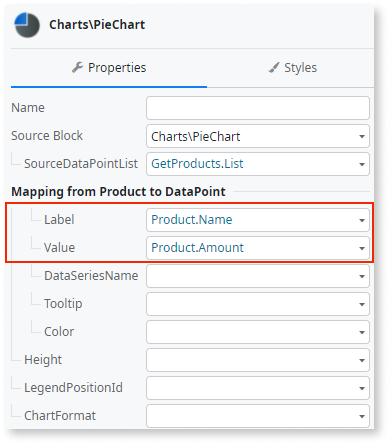 Charts\PieChart
Properties
Styles
Name
Source Block Charts\PieChart
SourceDataPointList GetProducts.List
Mapping from Product to DataPoint
Label Product.Name
Value Product.Amount
DataSeriesName
Tooltip
Color
Height
LegendPositionId
ChartFormat